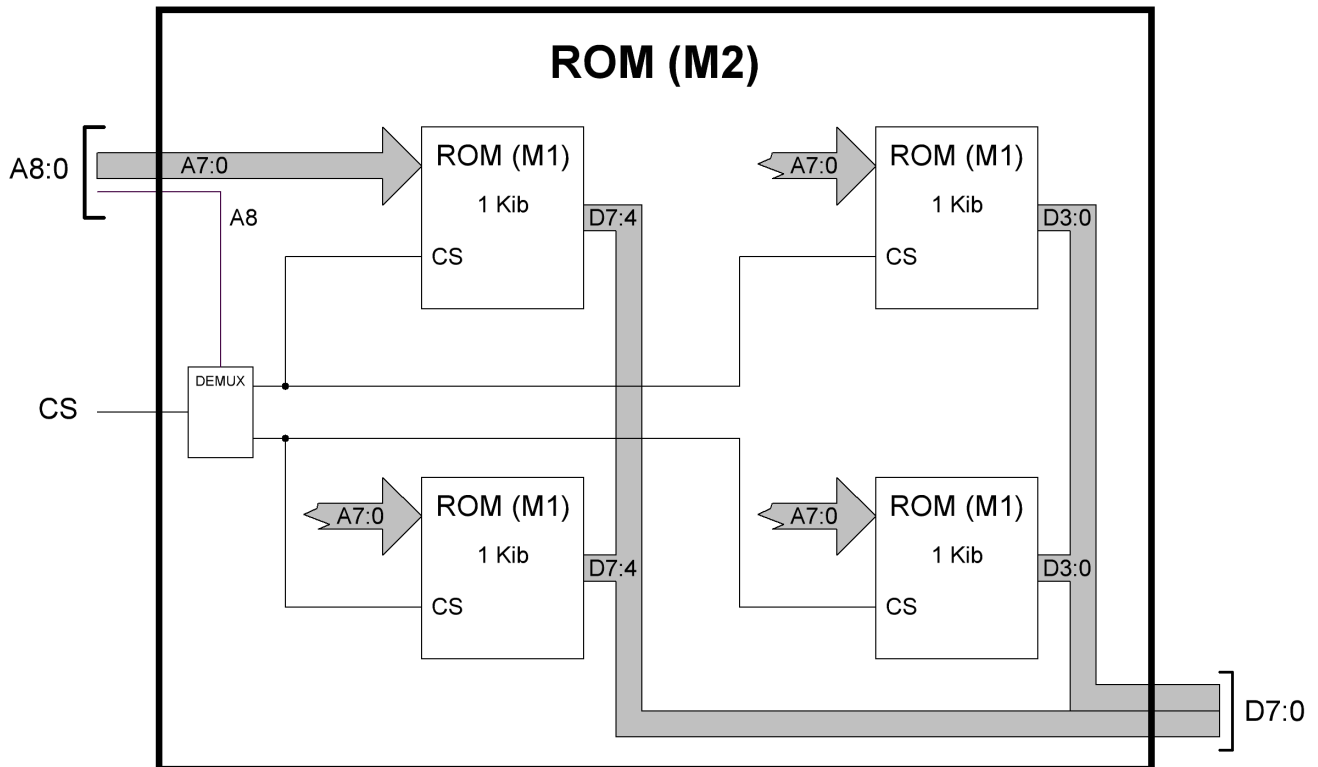 ROM (M2)
A8:0
A7:0
A8
ROM (M1)
1 Kib
CS
D7:4
A7:0
ROM (M1)
1 Kib
CS
D3:0
DEMUX
CS
A7:0
ROM (M1)
1 Kib
CS
D7:4
A7:0
ROM (M1)
1 Kib
CS
D3:0
D7:0